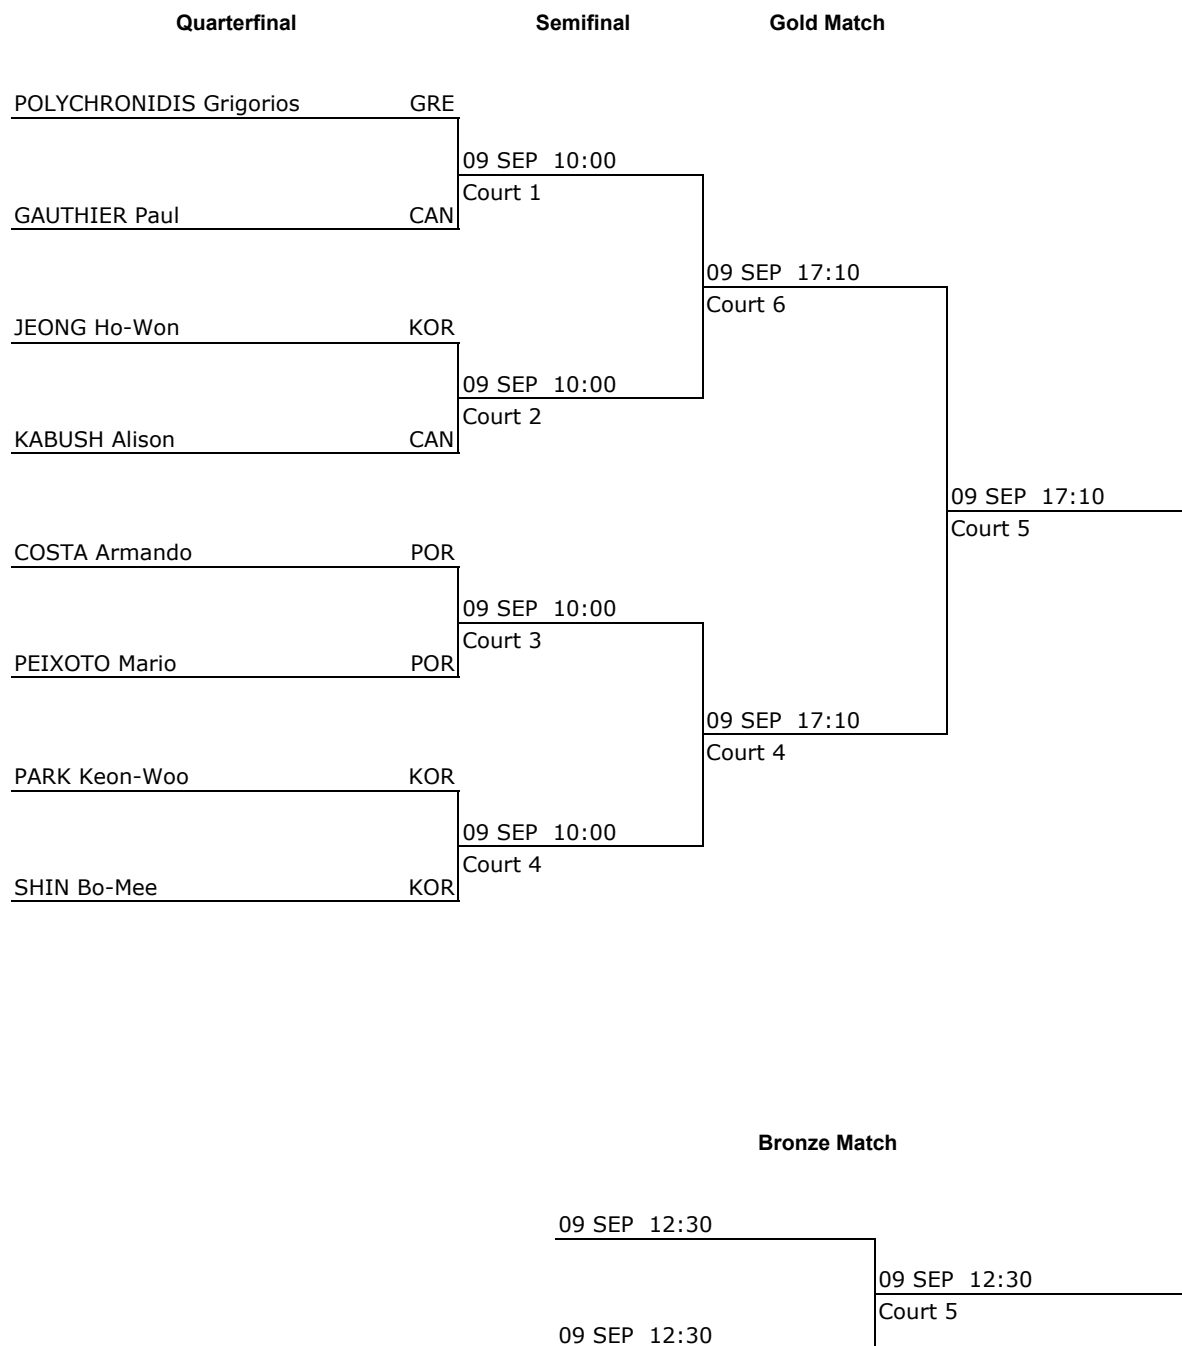 Quarterfinal Semifinal Gold Match
POLYCHRONIDIS Grigorios GRE
09 SEP 10:00
Court 1
GAUTHIER Paul CAN
09 SEP 17:10
Court 6
JEONG Ho-Won KOR
09 SEP 10:00
Court 2
KABUSH Alison CAN
09 SEP 17:10
Court 5
COSTA Armando POR
09 SEP 10:00
Court 3
PEIXOTO Mario POR
09 SEP 17:10
Court 4
PARK Keon-Woo KOR
09 SEP 10:00
Court 4
SHIN Bo-Mee KOR
Bronze Match
09 SEP 12:30
09 SEP 12:30
Court 5
09 SEP 12:30